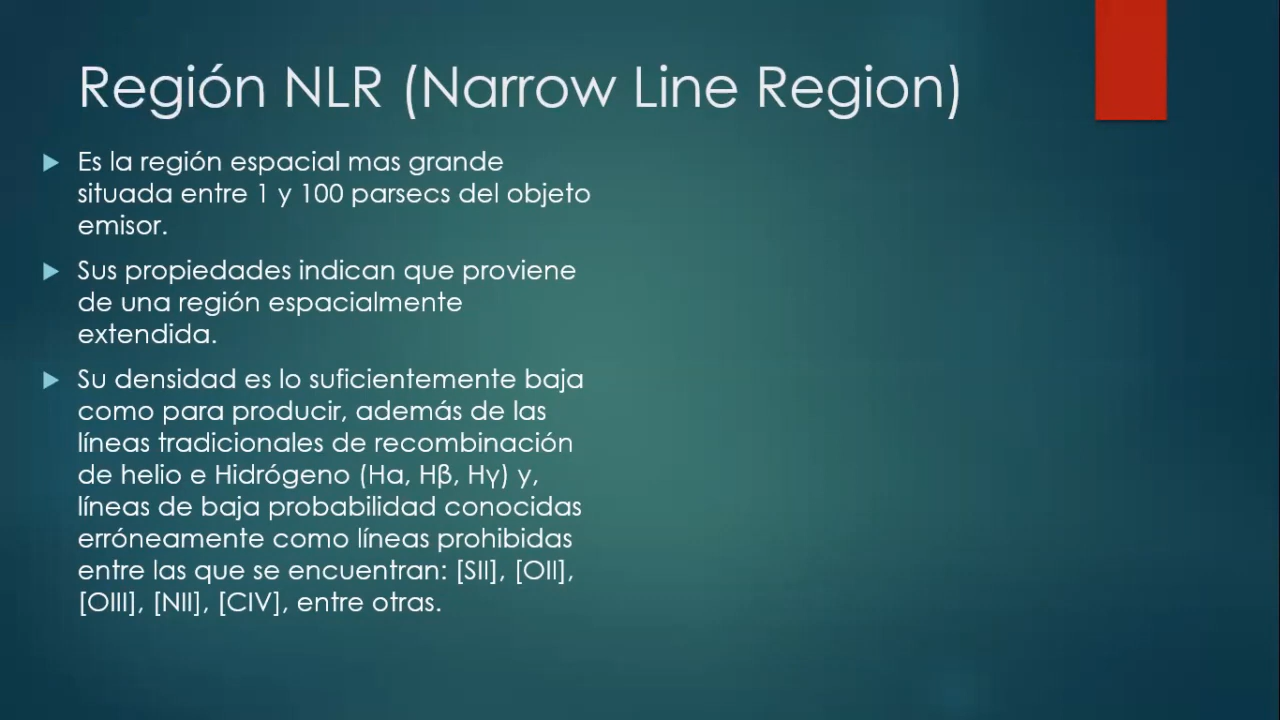 Región NLR (Narrow Line Region)
Es la región espacial mas grande
situada entre 1 y 100 parsecs del objeto
emisor.
Sus propiedades indican que proviene
de una región espacialmente
extendida.
Su densidad es lo suficientemente baja
como para producir, además de las
líneas tradicionales de recombinación
de helio e Hidrógeno (Hα, Hβ, Hγ) y,
líneas de baja probabilidad conocidas
erróneamente como líneas prohibidas
entre las que se encuentran: [SII], [OII],
[OIII], [NII], [CIV], entre otras.